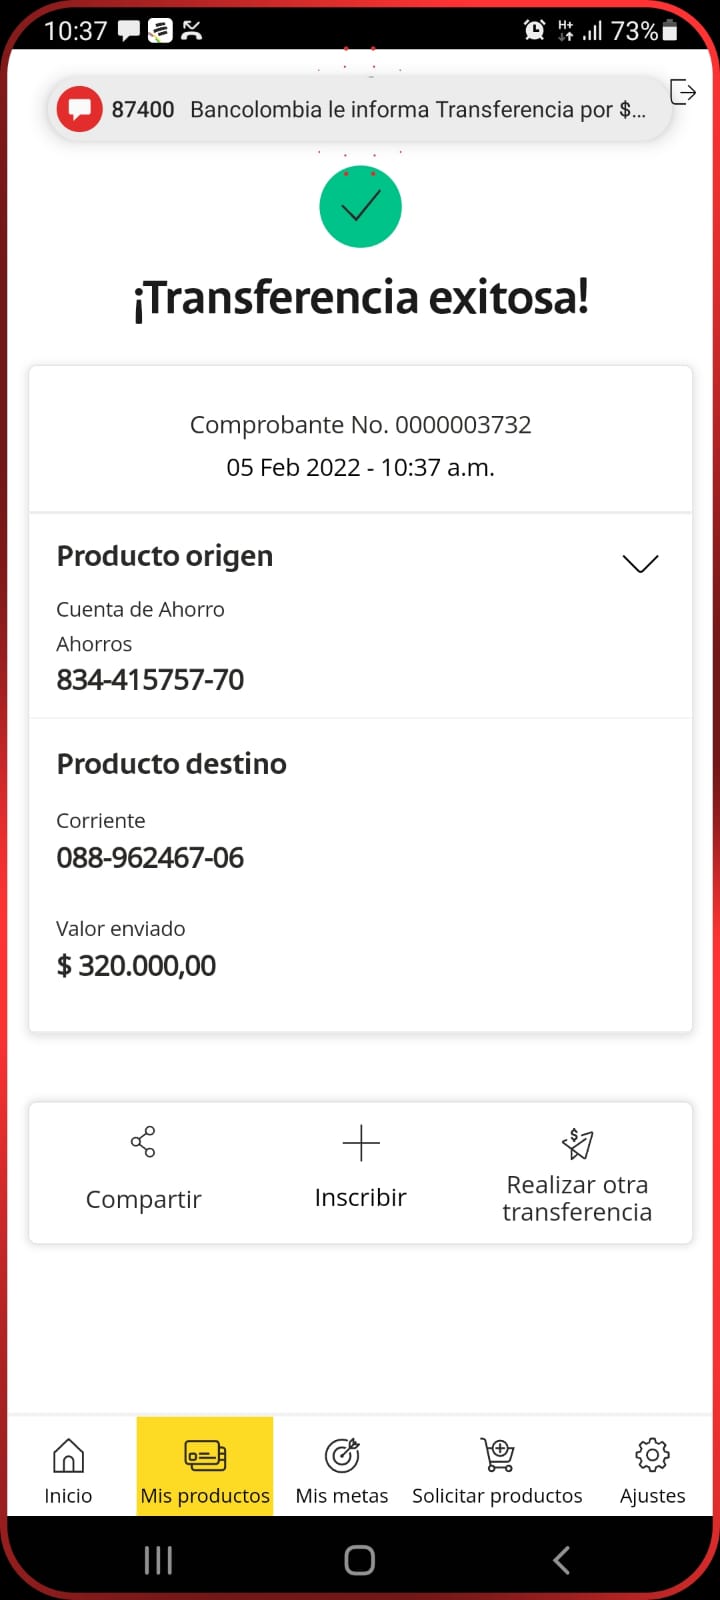 10:37
H+
73%
87400 Bancolombia le informa Transferencia por $...
¡Transferencia exitosa!
Comprobante No. 0000003732
05 Feb 2022 - 10:37 a.m.
Producto origen
Cuenta de Ahorro
Ahorros
834-415757-70
Producto destino
Corriente
088-962467-06
Valor enviado
$ 320.000,00
Compartir
Inscribir
Realizar otra
transferencia
Inicio
Mis productos
Mis metas
Solicitar productos
Ajustes